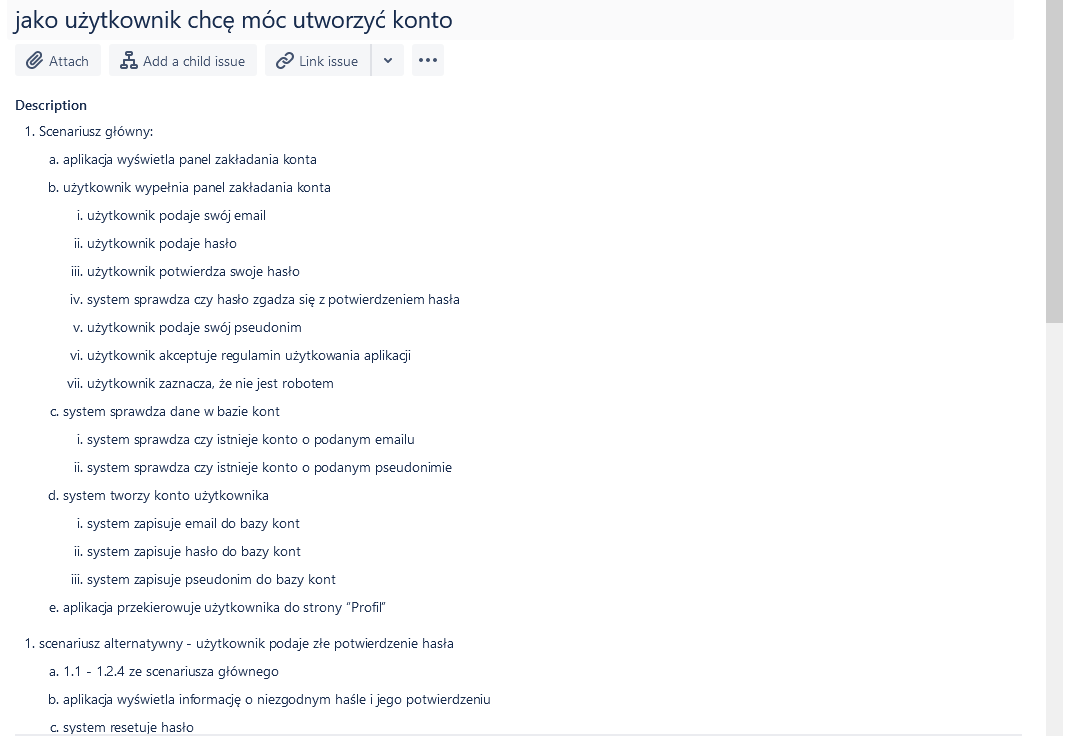 jako użytkownik chcę móc utworzyć konto
Attach Add a child issue Link issue
Description
1. Scenariusz główny:
a. aplikacja wyświetla panel zakładania konta
b. użytkownik wypełnia panel zakładania konta
i. użytkownik podaje swój email
ii. użytkownik podaje hasło
iii. użytkownik potwierdza swoje hasło
iv. system sprawdza czy hasło zgadza się z potwierdzeniem hasła
v. użytkownik podaje swój pseudonim
vi. użytkownik akceptuje regulamin użytkowania aplikacji
vii. użytkownik zaznacza, że nie jest robotem
c. system sprawdza dane w bazie kont
i. system sprawdza czy istnieje konto o podanym emailu
ii. system sprawdza czy istnieje konto o podanym pseudonimie
d. system tworzy konto użytkownika
i. system zapisuje email do bazy kont
ii. system zapisuje hasło do bazy kont
iii. system zapisuje pseudonim do bazy kont
e. aplikacja przekierowuje użytkownika do strony “Profil”
1. scenariusz alternatywny - użytkownik podaje złe potwierdzenie hasła
a. 1.1 - 1.2.4 ze scenariusza głównego
b. aplikacja wyświetla informację o niezgodnym haśle i jego potwierdzeniu
c. system resetuje hasło